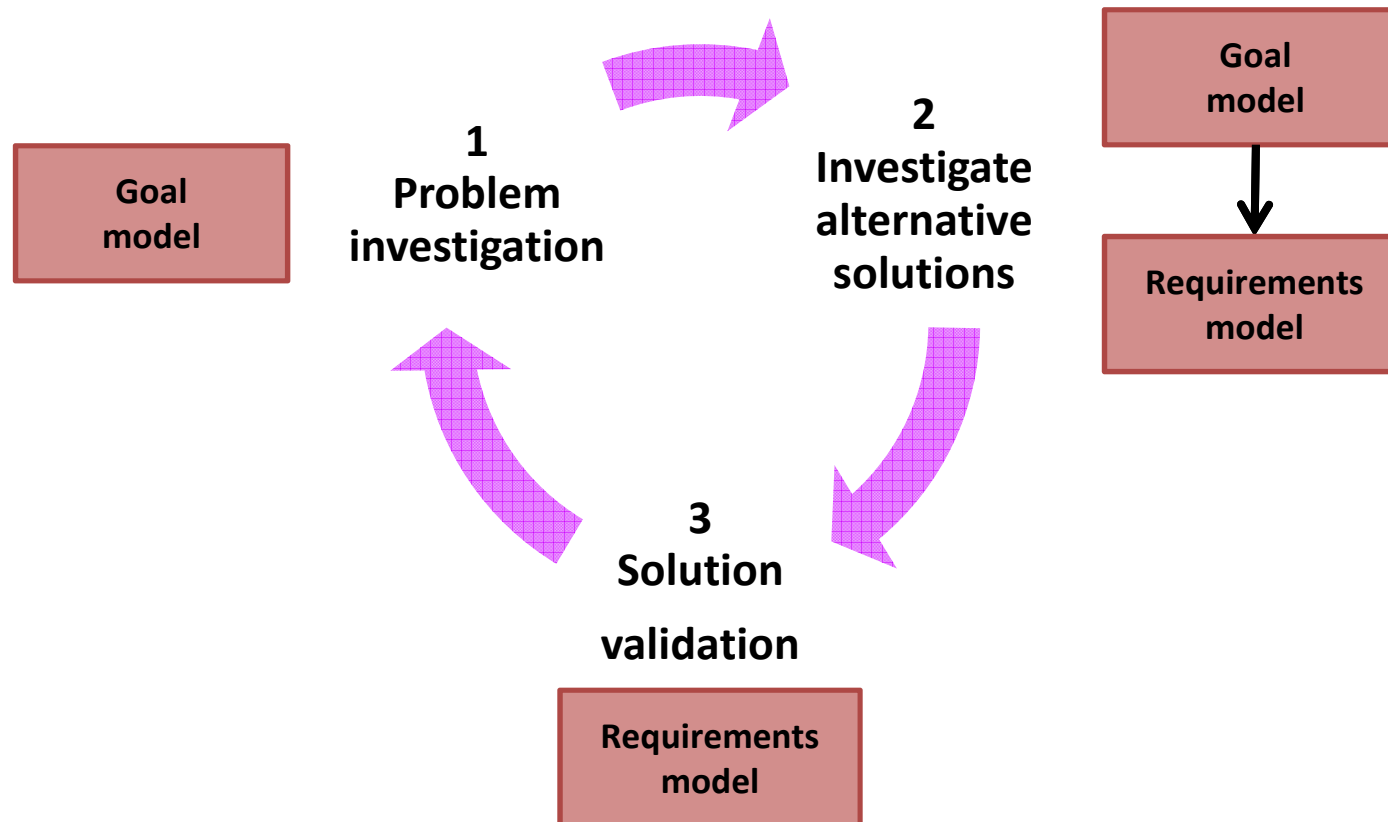 Goal
model
1
Problem
investigation
2
Investigate
alternative
solutions
Goal
model
Requirements
model
3
Solution
validation
Requirements
model